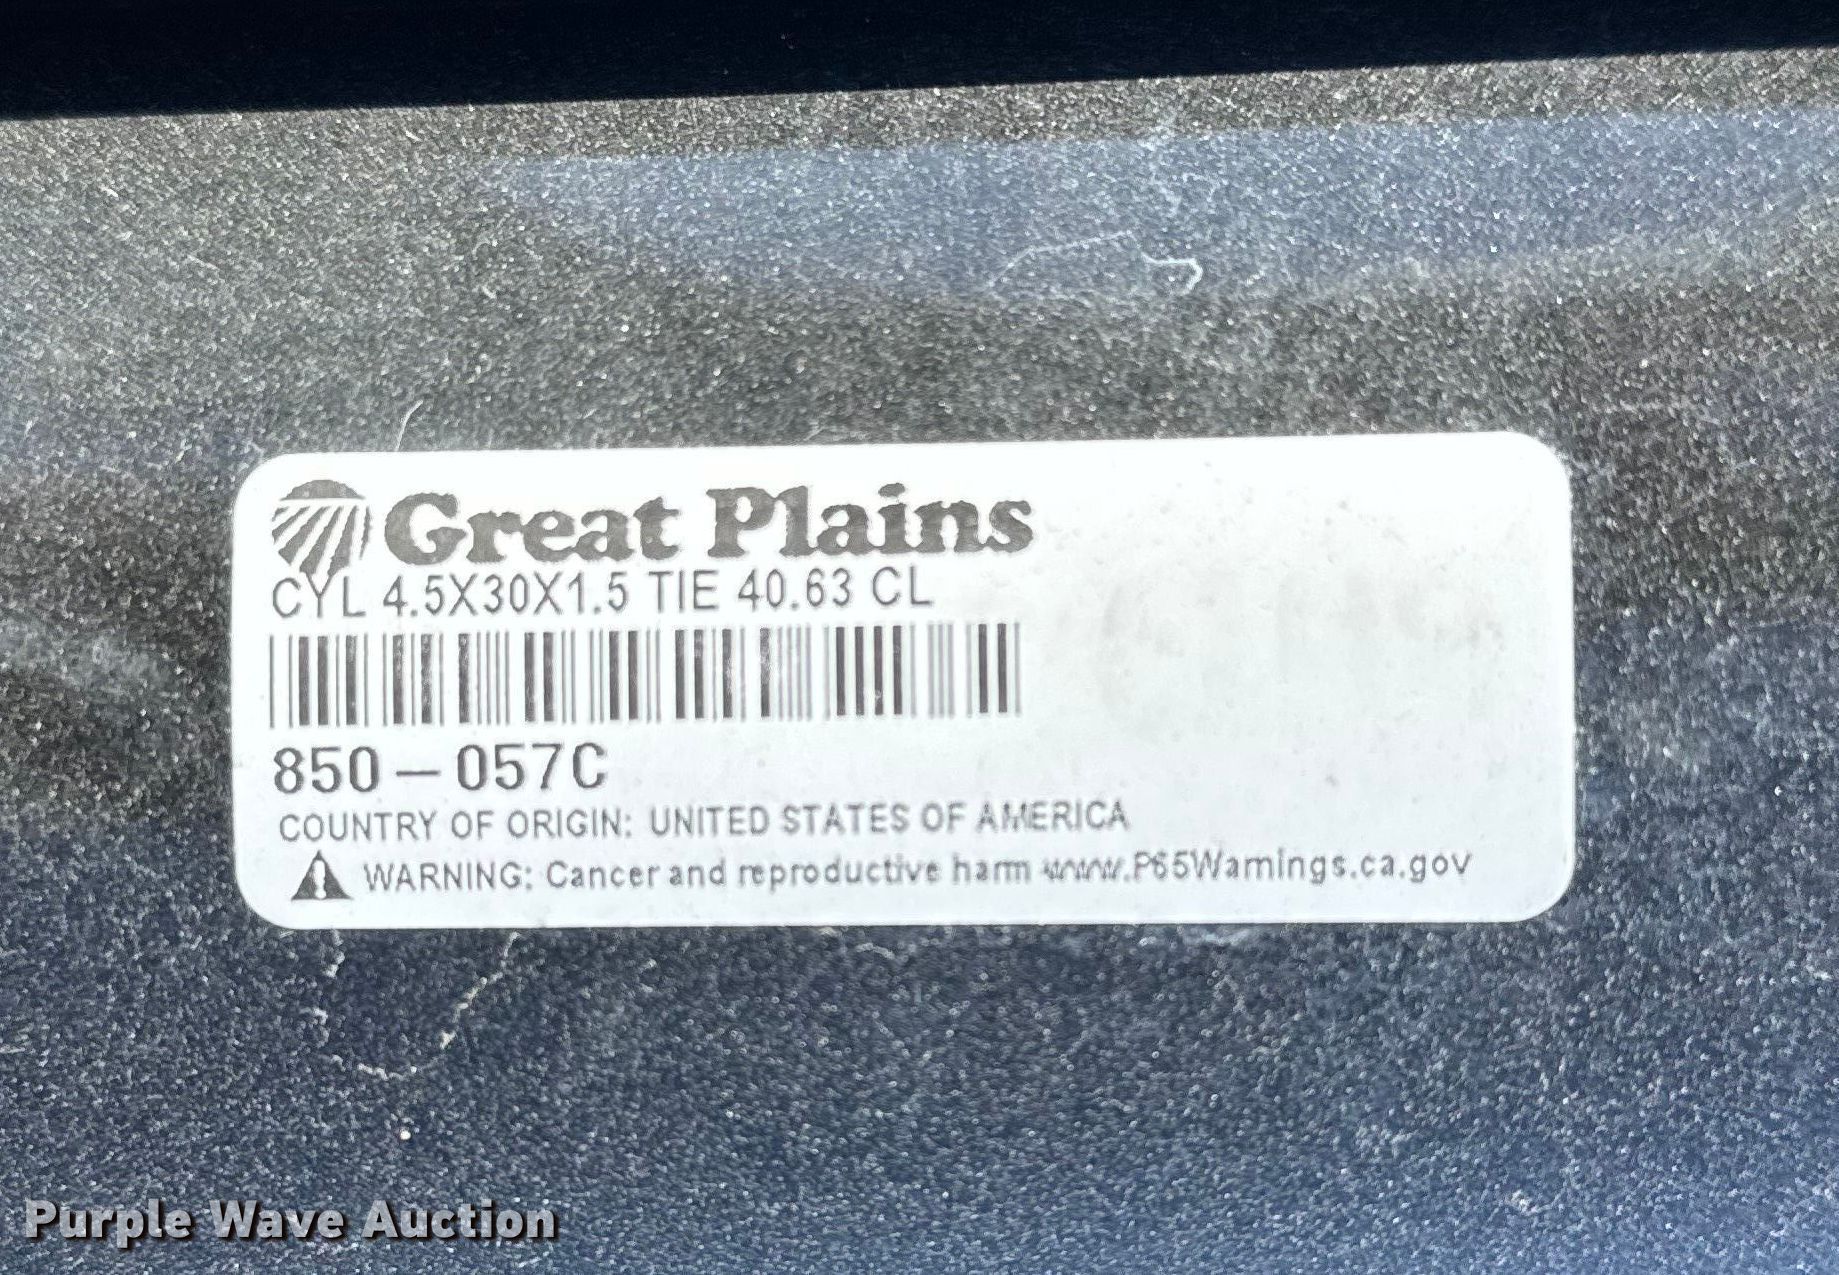 Great Plains
CYL 4.5X30X1.5 TIE 40.63 CL
850-057C
COUNTRY OF ORIGIN: UNITED STATES OF AMERICA
WARNING: Cancer and reproductive harm www.P65Warnings.ca.gov
Purple Wave Auction